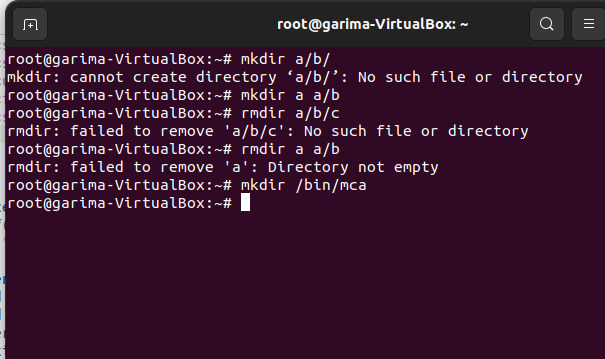 root@garima-VirtualBox: ~
root@garima-VirtualBox:~# mkdir a/b/
mkdir: cannot create directory ‘a/b/’: No such file or directory
root@garima-VirtualBox:~# mkdir a a/b
root@garima-VirtualBox:~# rmdir a/b/c
rmdir: failed to remove 'a/b/c': No such file or directory
root@garima-VirtualBox:~# rmdir a a/b
rmdir: failed to remove 'a': Directory not empty
root@garima-VirtualBox:~# mkdir /bin/mca
root@garima-VirtualBox:~#